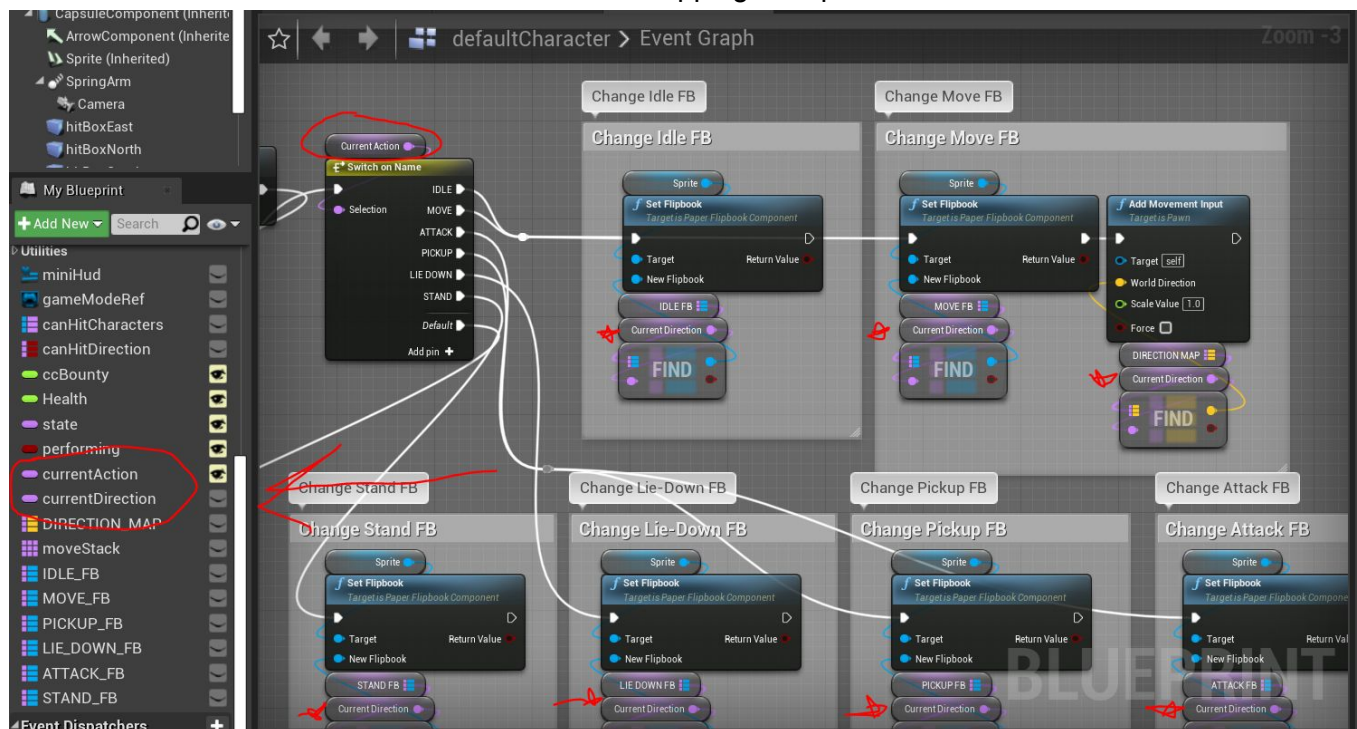 CapsuleComponent (Inherit
ArrowComponent (Inherite
Sprite (Inherited)
SpringArm
Camera
hitBoxEast
hitBoxNorth
My Blueprint
Add New
Search
Utilities
miniHud
gameModeRef
canHitCharacters
canHitDirection
ccBounty
Health
state
performing
currentAction
currentDirection
DIRECTION_MAP
moveStack
IDLE_FB
MOVE_FB
PICKUP_FB
LIE_DOWN_FB
ATTACK_FB
STAND_FB
Event Dispatchers
defaultCharacter > Event Graph
Zoom -3
Current Action
Switch on Name
IDLE
Selection
MOVE
ATTACK
PICKUP
LIE DOWN
STAND
Default
Add pin +
Change Idle FB
Change Idle FB
Sprite
f Set Flipbook
Target is Paper Flipbook Component
Target
Return Value
New Flipbook
IDLE FB
Current Direction
FIND
Change Move FB
Change Move FB
Sprite
f Set Flipbook
Target is Paper Flipbook Component
Target
Return Value
New Flipbook
MOVE FB
Current Direction
FIND
f Add Movement Input
Target is Pawn
Target self
World Direction
Scale Value 1.0
Force
DIRECTION MAP
Current Direction
FIND
Change Stand FB
Change Stand FB
Sprite
f Set Flipbook
Target is Paper Flipbook Component
Target
Return Value
New Flipbook
STAND FB
Current Direction
Change Lie-Down FB
Change Lie-Down FB
Sprite
f Set Flipbook
Target is Paper Flipbook Component
Target
Return Value
New Flipbook
LIE DOWN FB
Current Direction
Change Pickup FB
Change Pickup FB
Sprite
f Set Flipbook
Target is Paper Flipbook Component
Target
Return Value
New Flipbook
PICKUP FB
Current Direction
Change Attack FB
Change Attack FB
Sprite
f Set Flipbook
Target is Paper Flipbook Compone
Target
Return Val
New Flipbook
ATTACK FB
Current Direction
BLUEPRINT